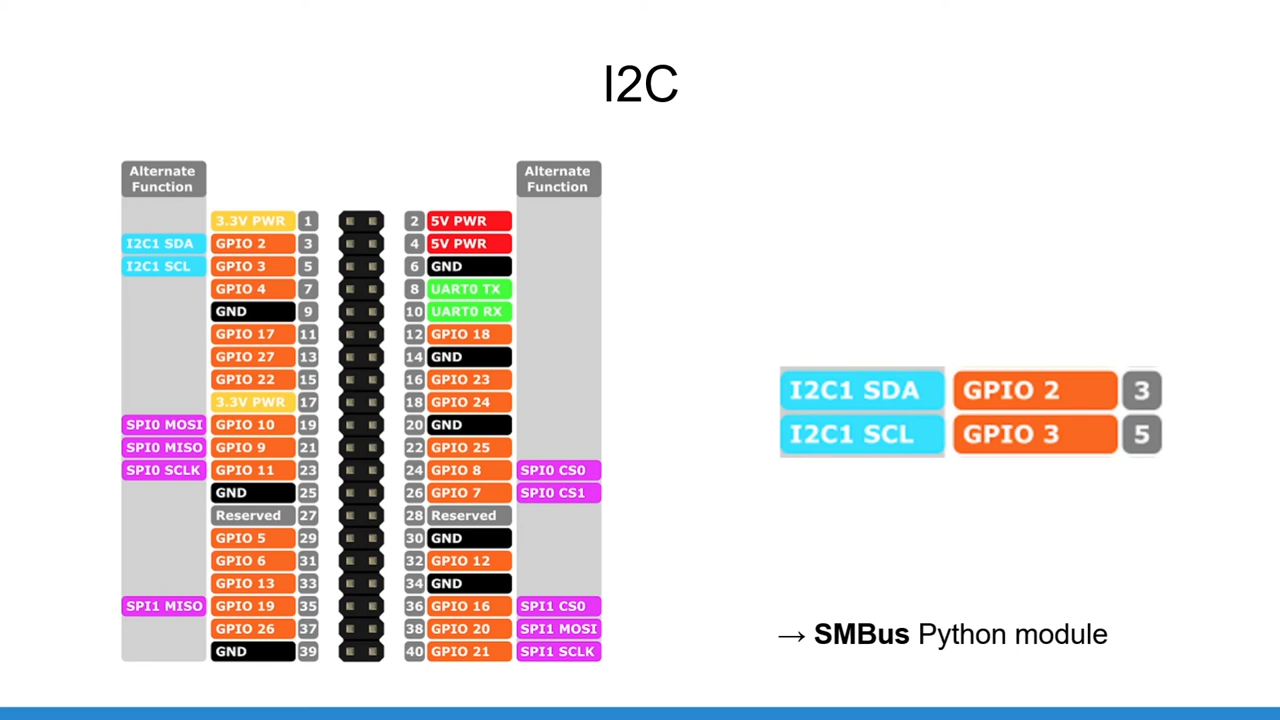 I2C
Alternate
Function
Alternate
Function
3.3V PWR 1 2 5V PWR
I2C1 SDA GPIO 2 3 4 5V PWR
I2C1 SCL GPIO 3 5 6 GND
GPIO 4 7 8 UART0 TX
GND 9 10 UART0 RX
GPIO 17 11 12 GPIO 18
GPIO 27 13 14 GND
GPIO 22 15 16 GPIO 23
3.3V PWR 17 18 GPIO 24
SPI0 MOSI GPIO 10 19 20 GND
SPI0 MISO GPIO 9 21 22 GPIO 25
SPI0 SCLK GPIO 11 23 24 GPIO 8 SPI0 CS0
GND 25 26 GPIO 7 SPI0 CS1
Reserved 27 28 Reserved
GPIO 5 29 30 GND
GPIO 6 31 32 GPIO 12
GPIO 13 33 34 GND
SPI1 MISO GPIO 19 35 36 GPIO 16 SPI1 CS0
GPIO 26 37 38 GPIO 20 SPI1 MOSI
GND 39 40 GPIO 21 SPI1 SCLK
I2C1 SDA GPIO 2 3
I2C1 SCL GPIO 3 5
→ SMBus Python module